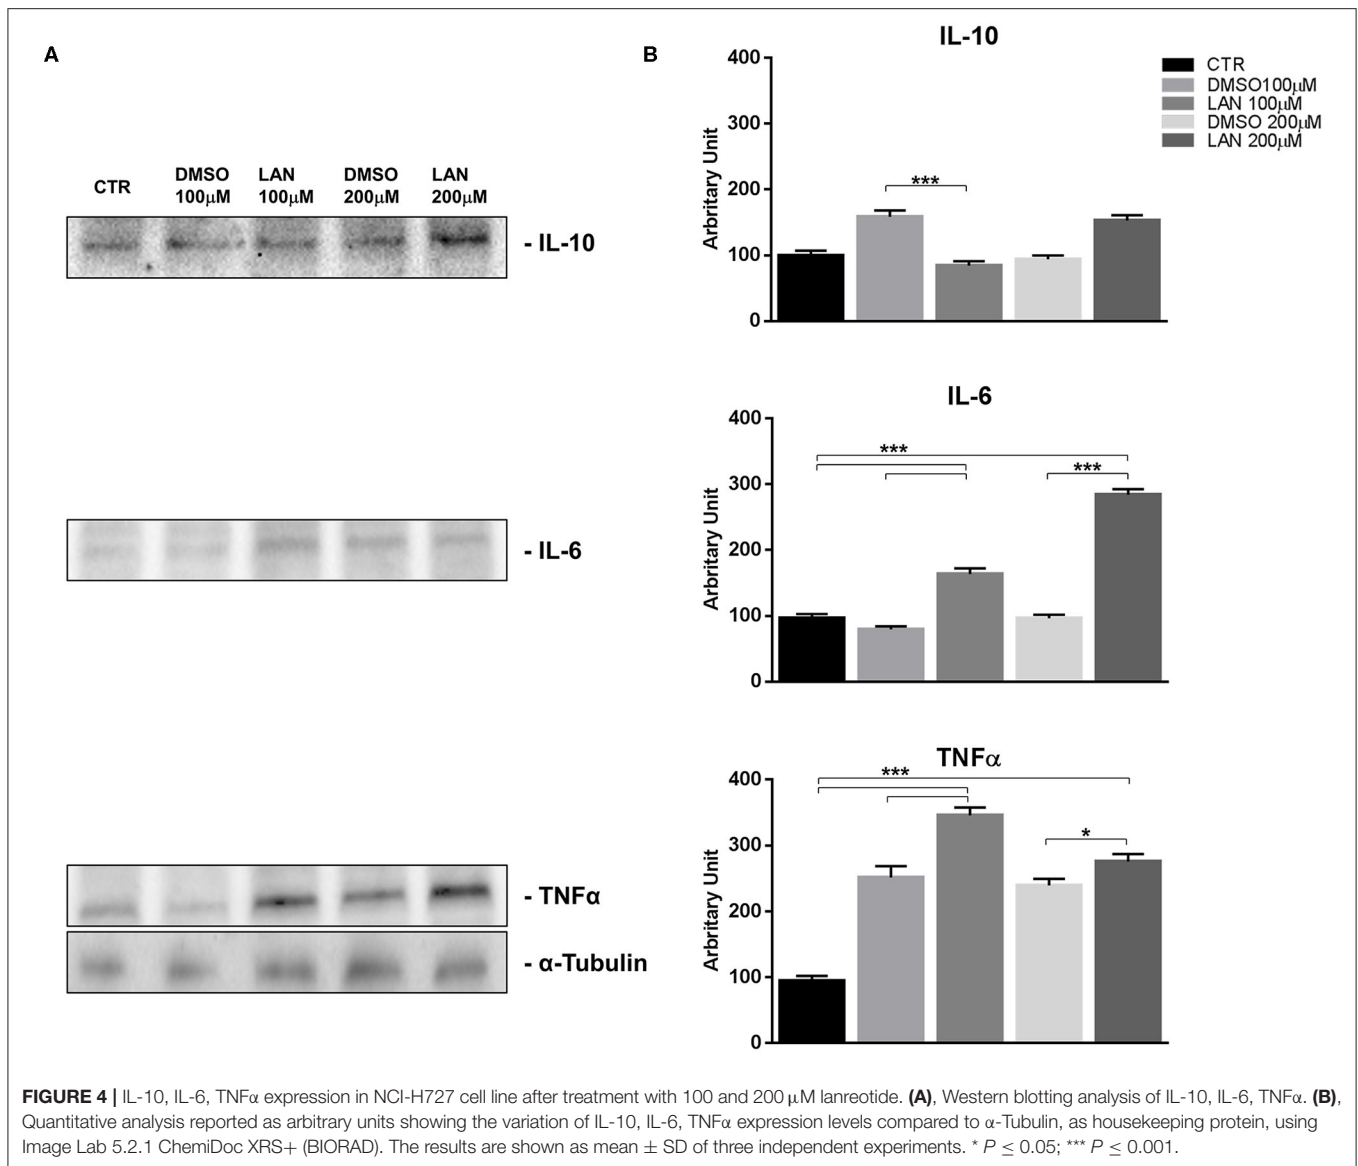 A
CTR
DMSO
100μM
LAN
100μM
DMSO
200μM
LAN
200μM
- IL-10
- IL-6
- TNFα
- α-Tubulin
B
IL-10
Arbritary Unit
400
300
200
100
0
***
CTR
DMSO100μM
LAN 100μM
DMSO 200μM
LAN 200μM
IL-6
Arbritary Unit
400
300
200
100
0
***
***
TNFα
Arbritary Unit
400
300
200
100
0
***
*
FIGURE 4 | IL-10, IL-6, TNFα expression in NCI-H727 cell line after treatment with 100 and 200 μM lanreotide. (A), Western blotting analysis of IL-10, IL-6, TNFα. (B),
Quantitative analysis reported as arbitrary units showing the variation of IL-10, IL-6, TNFα expression levels compared to α-Tubulin, as housekeeping protein, using
Image Lab 5.2.1 ChemiDoc XRS+ (BIORAD). The results are shown as mean ± SD of three independent experiments. * P ≤ 0.05; *** P ≤ 0.001.